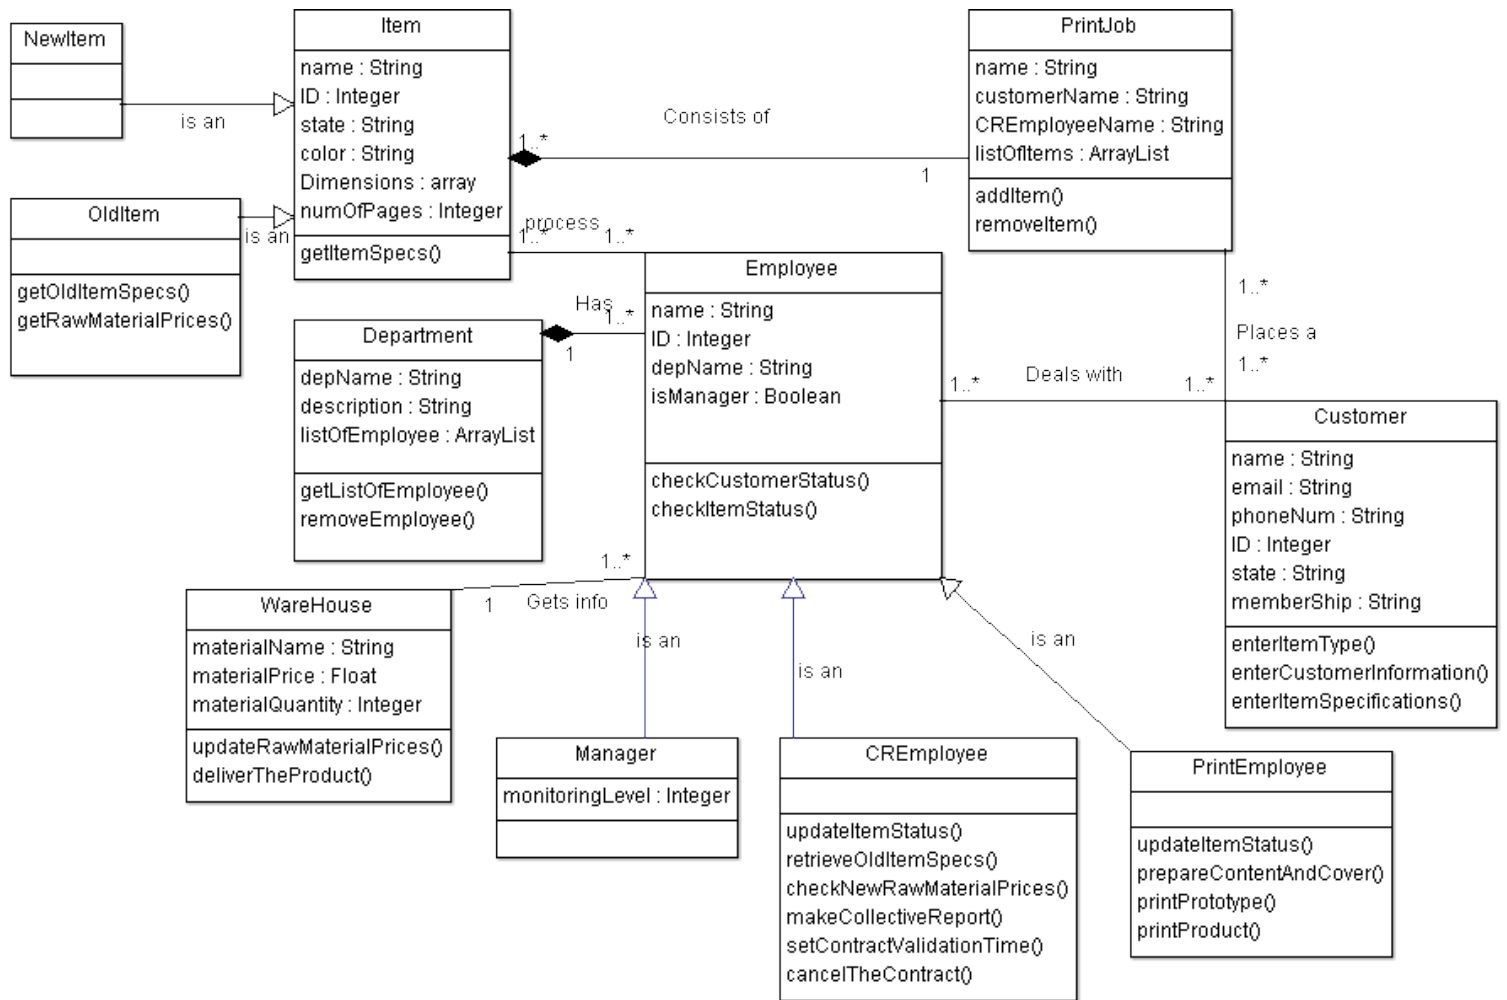 NewItem
Item
name : String
ID : Integer
state : String
color : String
Dimensions : array
numOfPages : Integer
getItemSpecs()
PrintJob
name : String
customerName : String
CREmployeeName : String
listOfItems : ArrayList
addItem()
removeItem()
is an
1..*
Consists of
1
OldItem
getOldItemSpecs()
getRawMaterialPrices()
is an
process
1..*
1..*
Employee
name : String
ID : Integer
depName : String
isManager : Boolean
checkCustomerStatus()
checkItemStatus()
Has
1..*
1
Department
depName : String
description : String
listOfEmployee : ArrayList
getListOfEmployee()
removeEmployee()
1..*
Places a
1..*
1..*
Deals with
1..*
Customer
name : String
email : String
phoneNum : String
ID : Integer
state : String
memberShip : String
enterItemType()
enterCustomerInformation()
enterItemSpecifications()
1..*
1
Gets info
WareHouse
materialName : String
materialPrice : Float
materialQuantity : Integer
updateRawMaterialPrices()
deliverTheProduct()
is an
is an
is an
Manager
monitoringLevel : Integer
CREmployee
updateItemStatus()
retrieveOldItemSpecs()
checkNewRawMaterialPrices()
makeCollectiveReport()
setContractValidationTime()
cancelTheContract()
PrintEmployee
updateItemStatus()
prepareContentAndCover()
printPrototype()
printProduct()